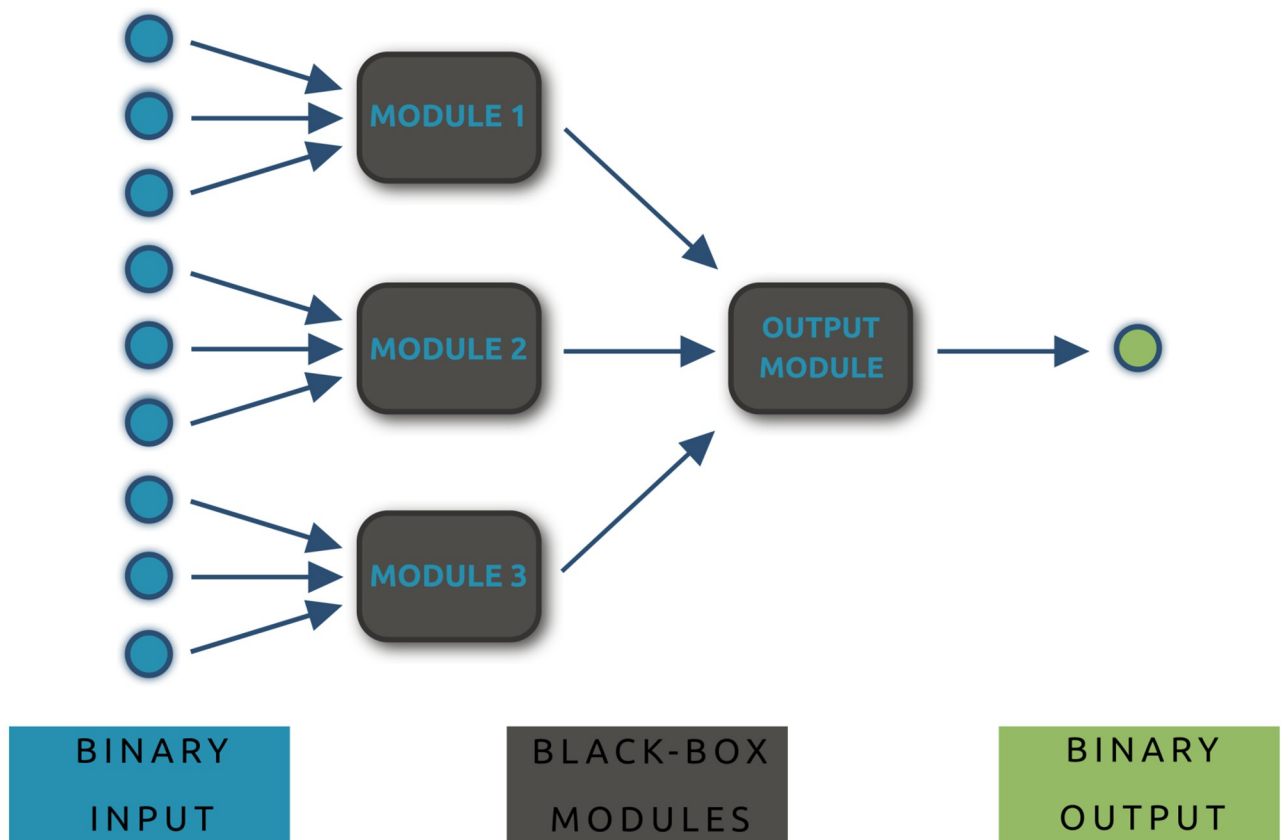 MODULE 1
MODULE 2
OUTPUT
MODULE
MODULE 3
BINARY
INPUT
BLACK-BOX
MODULES
BINARY
OUTPUT